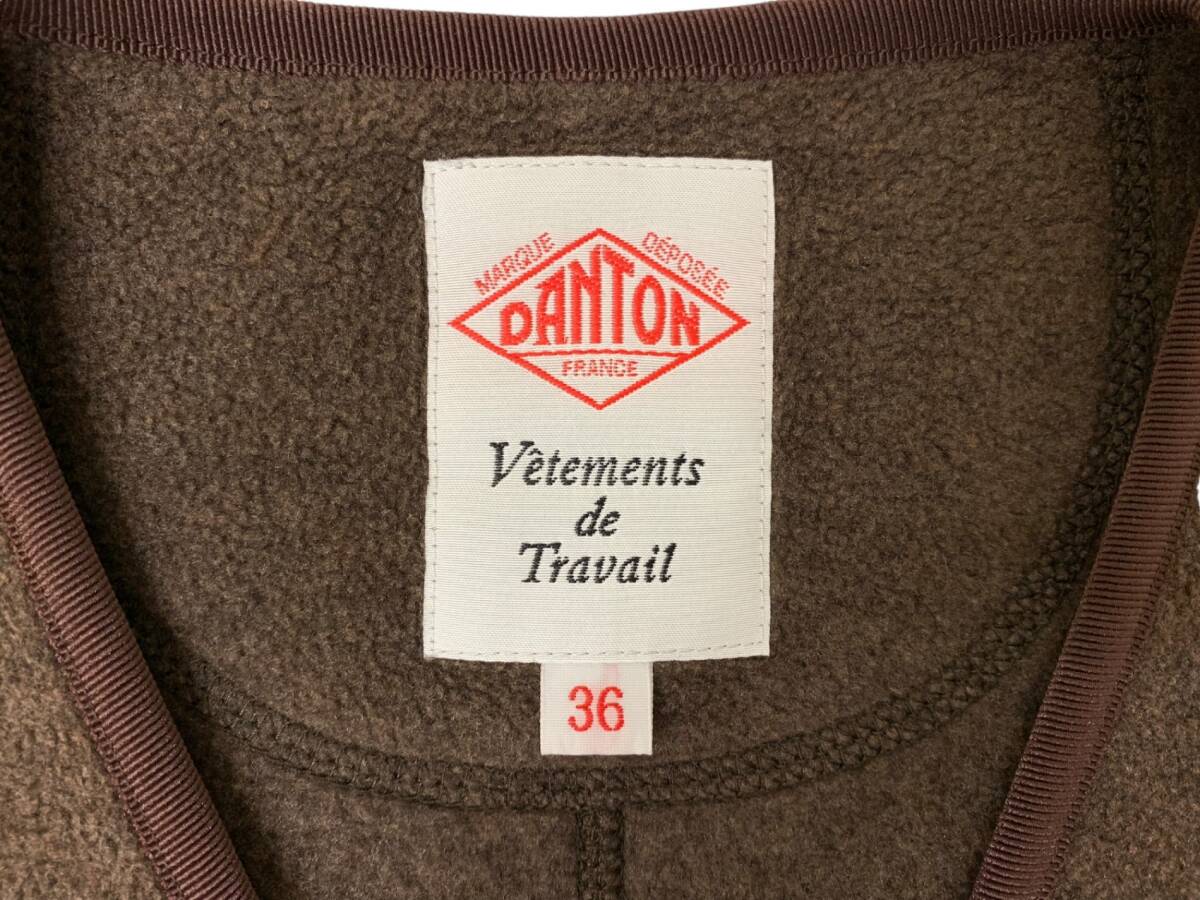 MARQUE DÉPOSÉE
DANTON
FRANCE
Vêtements
de
Travail
36